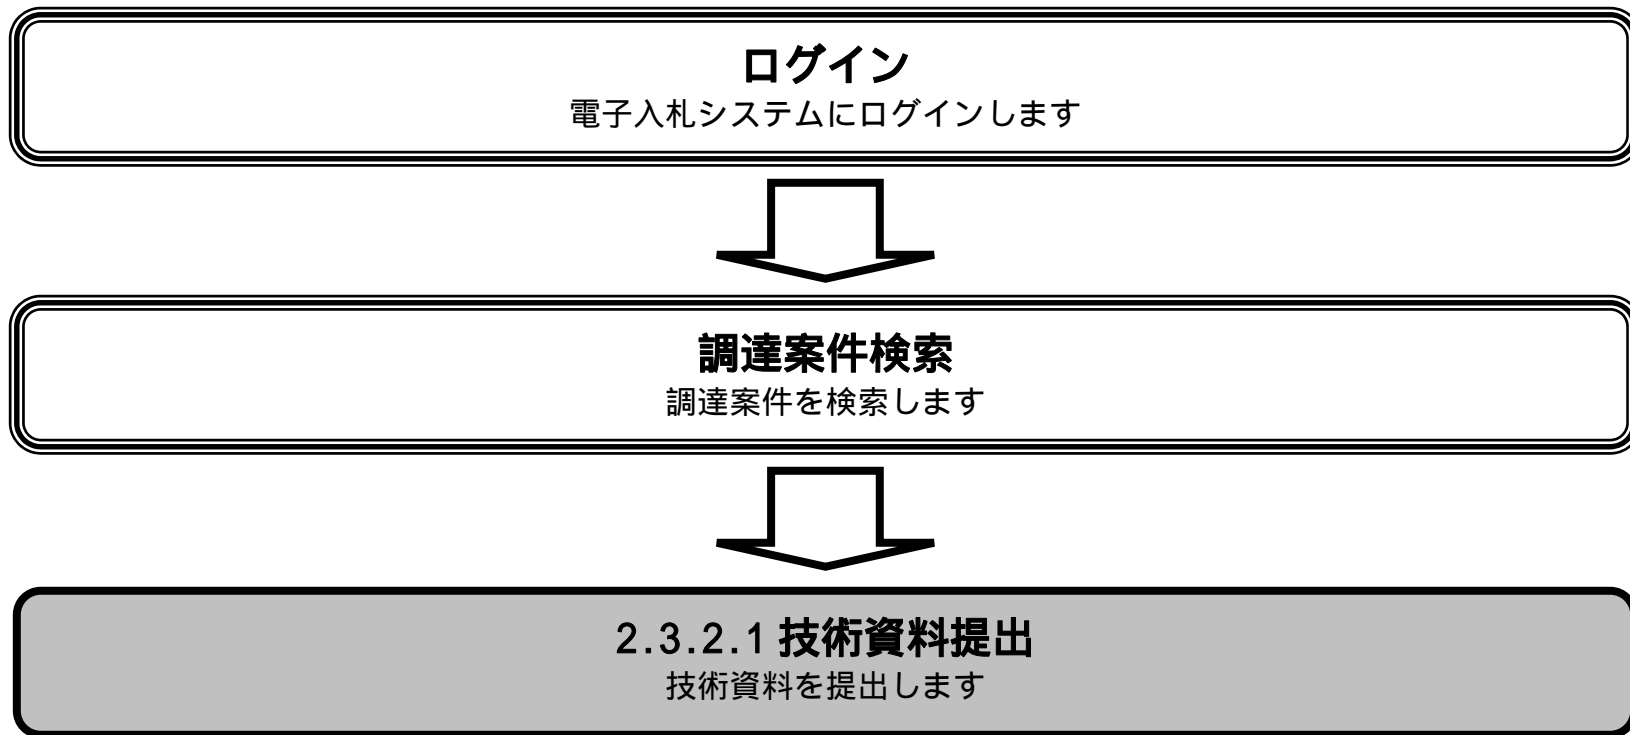 ログイン
電子入札システムにログインします
調達案件検索
調達案件を検索します
2.3.2.1 技術資料提出
技術資料を提出します